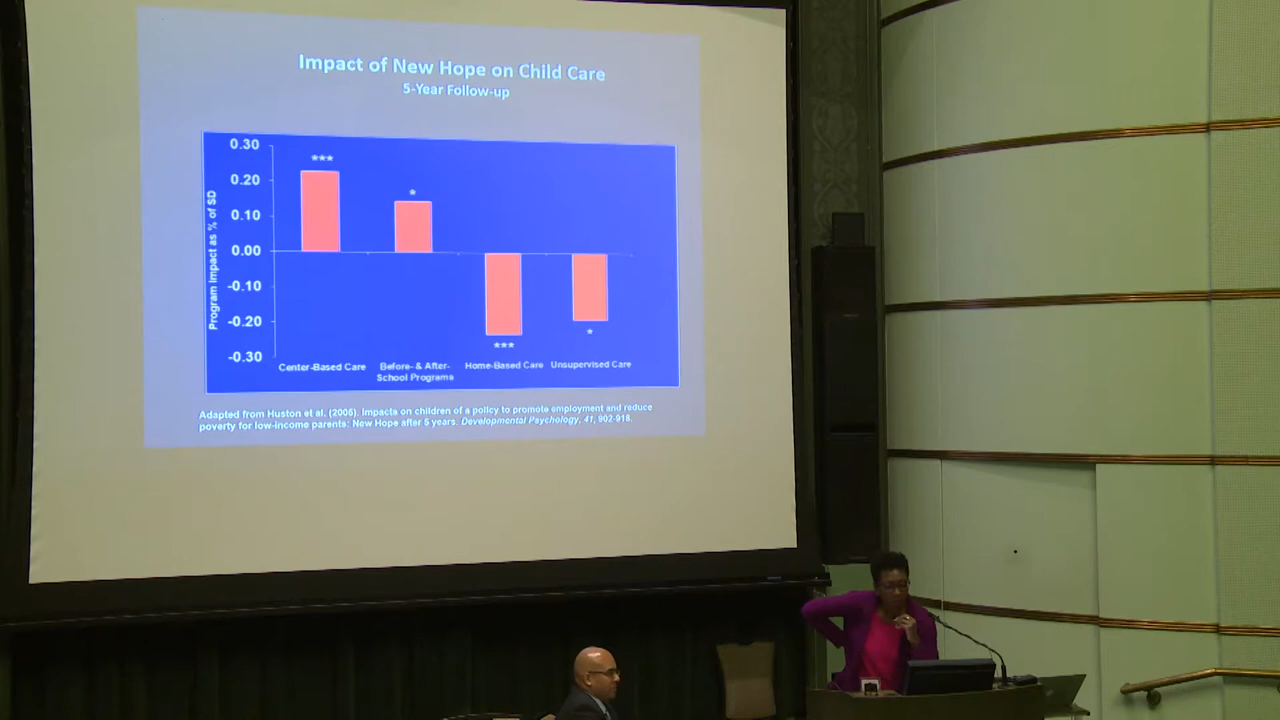 Impact of New Hope on Child Care
5-Year Follow-up
0.30
0.20
0.10
0.00
-0.10
-0.20
-0.30
Program Impact as % of SD
***
*
***
*
Center-Based Care
Before- & After-
School Programs
Home-Based Care
Unsupervised Care
Adapted from Huston et al. (2005). Impacts on children of a policy to promote employment and reduce
poverty for low-income parents: New Hope after 5 years. Developmental Psychology, 41, 902-918.